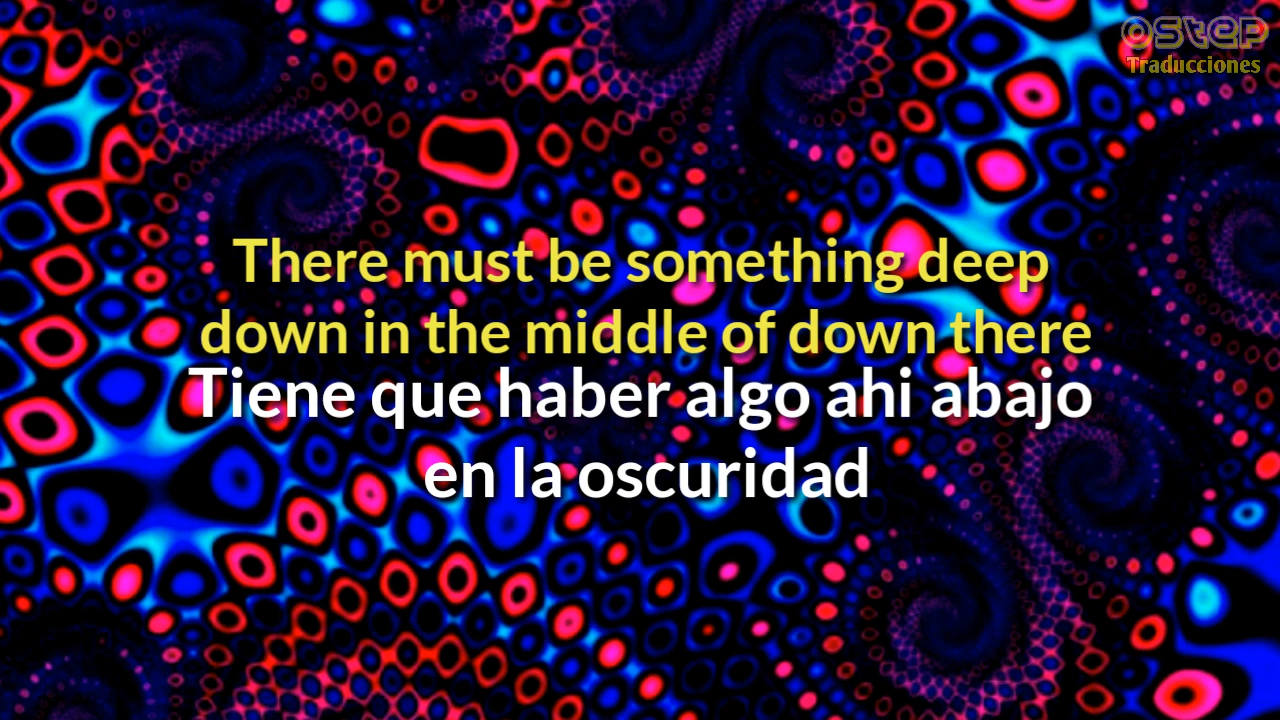 ostep
Traducciones
There must be something deep
down in the middle of down there
Tiene que haber algo ahi abajo
en la oscuridad